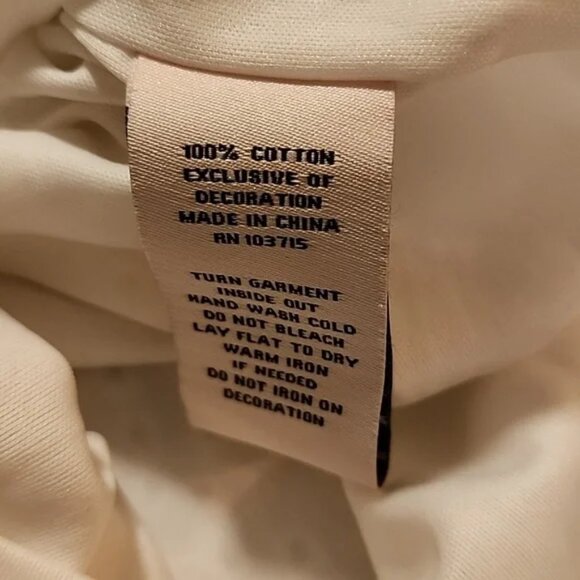 100% COTTON
EXCLUSIVE OF
DECORATION
MADE IN CHINA
RN 103715
TURN GARMENT
INSIDE OUT
HAND WASH COLD
DO NOT BLEACH
LAY FLAT TO DRY
WARM IRON
IF NEEDED
DO NOT IRON ON
DECORATION